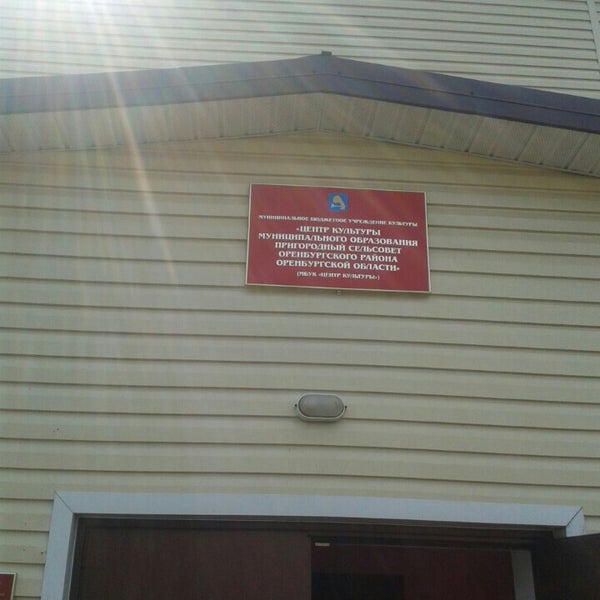 МУНИЦИПАЛЬНОЕ БЮДЖЕТНОЕ УЧРЕЖДЕНИЕ КУЛЬТУРЫ
«ЦЕНТР КУЛЬТУРЫ
МУНИЦИПАЛЬНОГО ОБРАЗОВАНИЯ
ПРИГОРОДНЫЙ СЕЛЬСОВЕТ
ОРЕНБУРГСКОГО РАЙОНА
ОРЕНБУРГСКОЙ ОБЛАСТИ»
(МБУК «ЦЕНТР КУЛЬТУРЫ»)